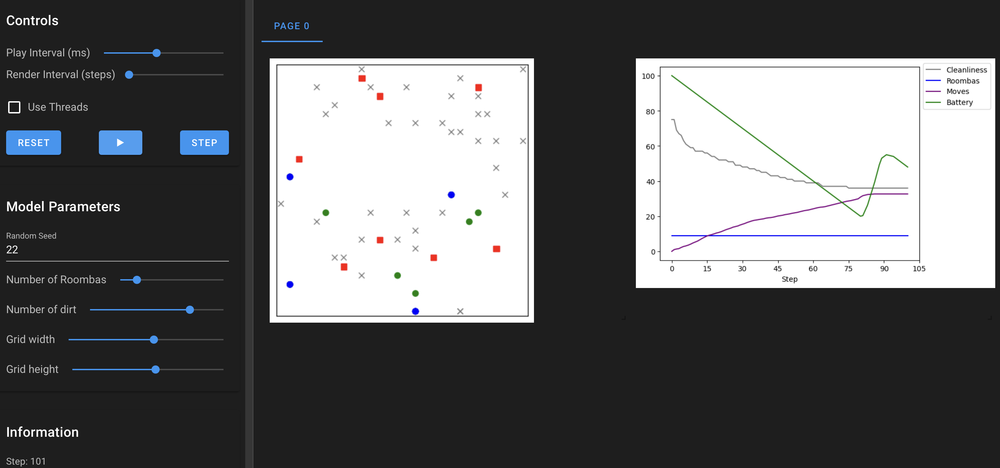 Controls
Play Interval (ms)
Render Interval (steps)
Use Threads
RESET
STEP
Model Parameters
Random Seed
22
Number of Roombas
Number of dirt
Grid width
Grid height
Information
Step: 101
PAGE 0
100
80
60
40
20
0
0 15 30 45 60 75 90 105
Step
Cleanliness
Roombas
Moves
Battery